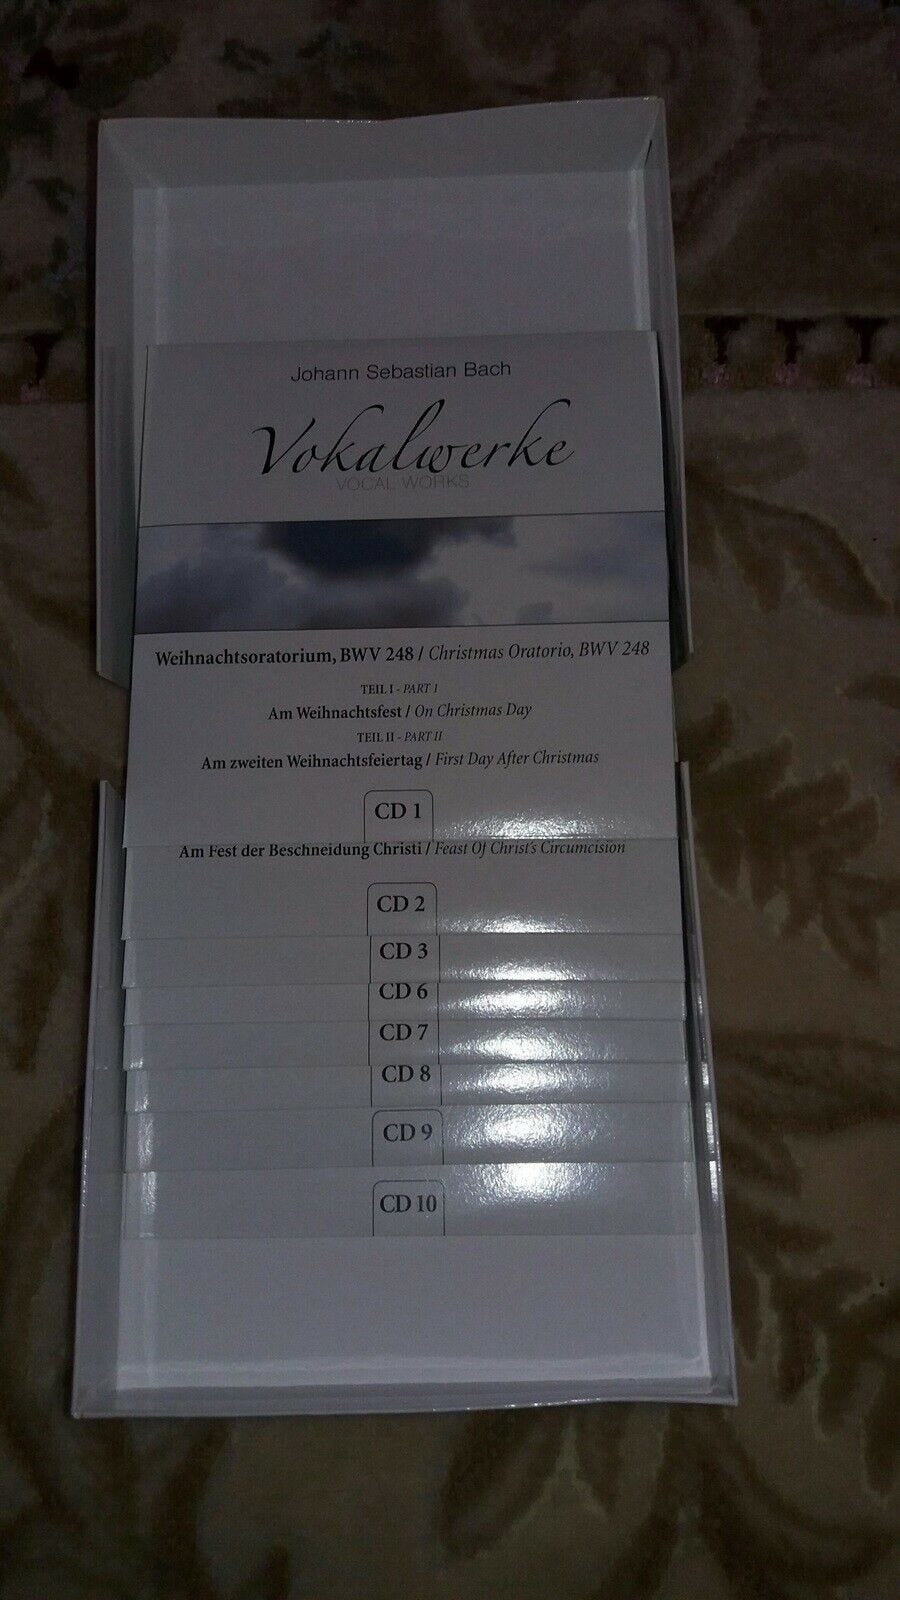 Johann Sebastian Bach
Vokalwerke
VOCAL WORKS
Weihnachtsoratorium, BWV 248 / Christmas Oratorio, BWV 248
TEIL I - PART I
Am Weihnachtsfest / On Christmas Day
TEIL II - PART II
Am zweiten Weihnachtsfeiertag / First Day After Christmas
CD 1
Am Fest der Beschneidung Christi / Feast Of Christ's Circumcision
CD 2
CD 3
CD 6
CD 7
CD 8
CD 9
CD 10